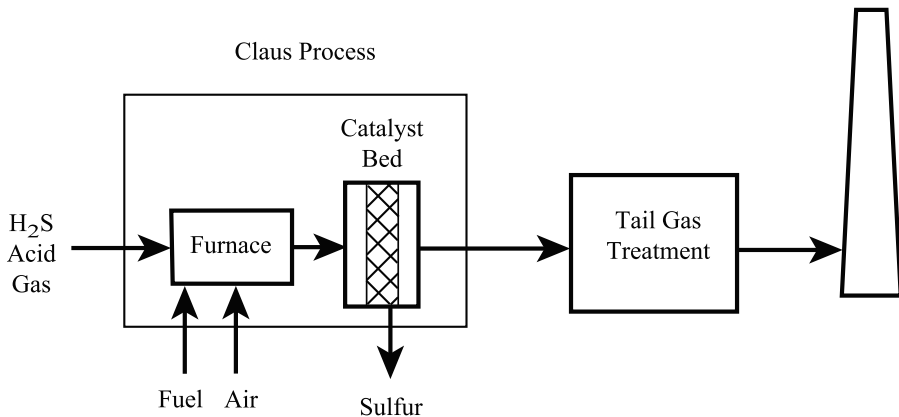 Claus Process
Catalyst
Bed
H₂S
Acid
Gas
Furnace
Tail Gas
Treatment
Fuel
Air
Sulfur